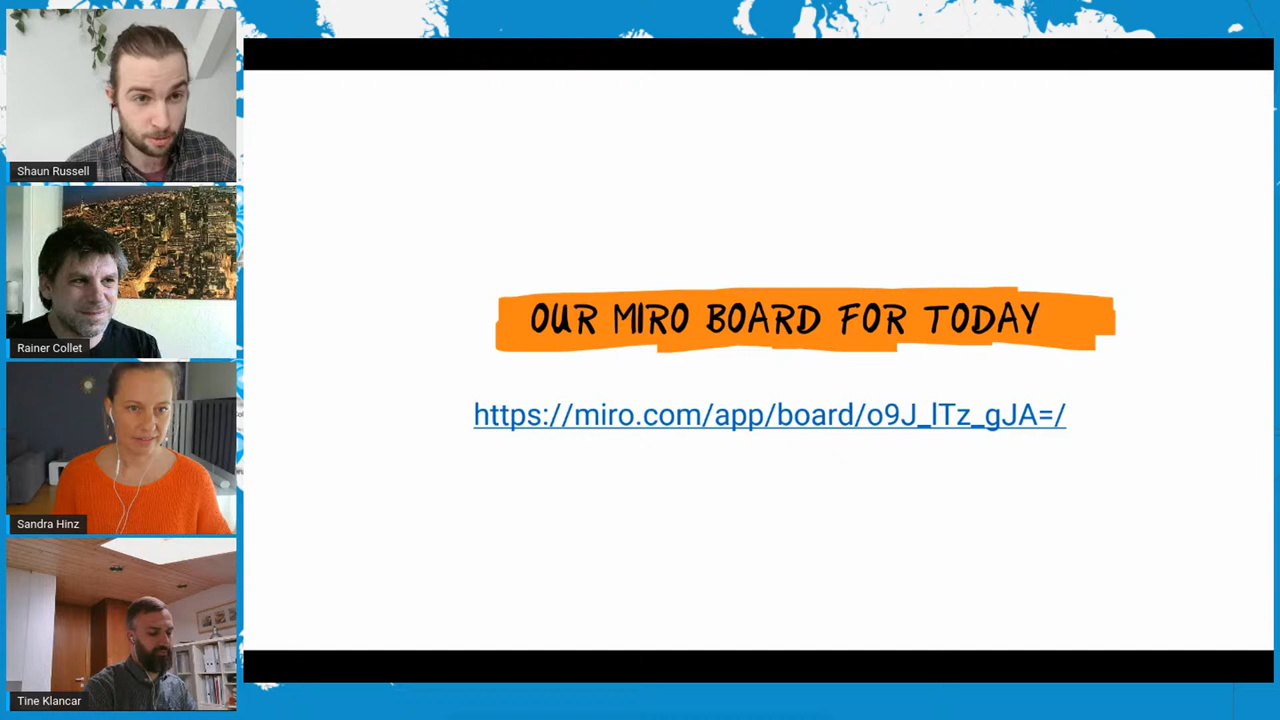 Shaun Russell
Rainer Collet
Sandra Hinz
Tine Klancar
OUR MIRO BOARD FOR TODAY
https://miro.com/app/board/o9J_lTz_gJA=/